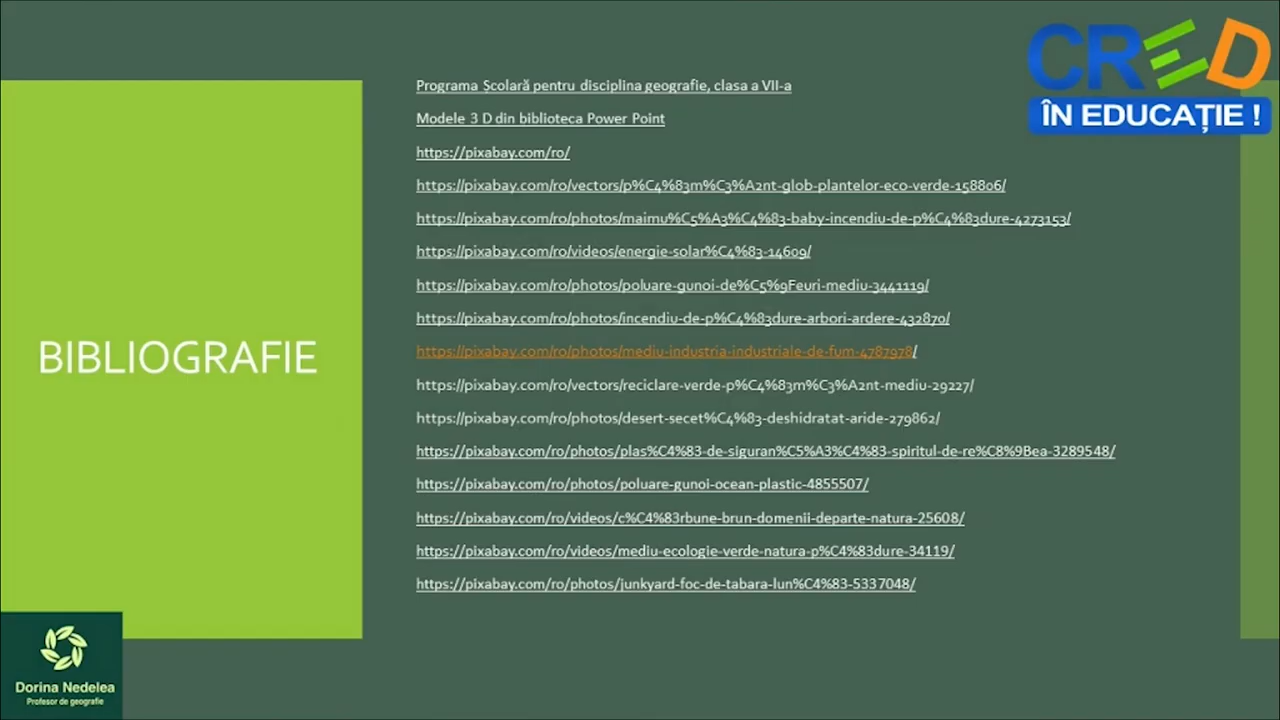 CRED
ÎN EDUCAȚIE !
BIBLIOGRAFIE
Programa Școlară pentru disciplina geografie, clasa a VII-a
Modele 3 D din biblioteca Power Point
https://pixabay.com/ro/
https://pixabay.com/ro/vectors/p%C4%83m%C3%A2nt-glob-plantelor-eco-verde-158806/
https://pixabay.com/ro/photos/maimu%C5%A3%C4%83-baby-incendiu-de-p%C4%83dure-4273153/
https://pixabay.com/ro/videos/energie-solar%C4%83-14609/
https://pixabay.com/ro/photos/poluare-gunoi-de%C5%9Feuri-mediu-3441119/
https://pixabay.com/ro/photos/incendiu-de-p%C4%83dure-arbori-ardere-432870/
https://pixabay.com/ro/photos/mediu-industria-industriale-de-fum-4787978/
https://pixabay.com/ro/vectors/reciclare-verde-p%C4%83m%C3%A2nt-mediu-29227/
https://pixabay.com/ro/photos/desert-secet%C4%83-deshidratat-aride-279862/
https://pixabay.com/ro/photos/plas%C4%83-de-siguran%C5%A3%C4%83-spiritul-de-re%C8%9Bea-3289548/
https://pixabay.com/ro/photos/poluare-gunoi-ocean-plastic-4855507/
https://pixabay.com/ro/videos/c%C4%83rbune-brun-domenii-departe-natura-25608/
https://pixabay.com/ro/videos/mediu-ecologie-verde-natura-p%C4%83dure-34119/
https://pixabay.com/ro/photos/junkyard-foc-de-tabara-lun%C4%83-5337048/
Dorina Nedelea
Profesor de geografie